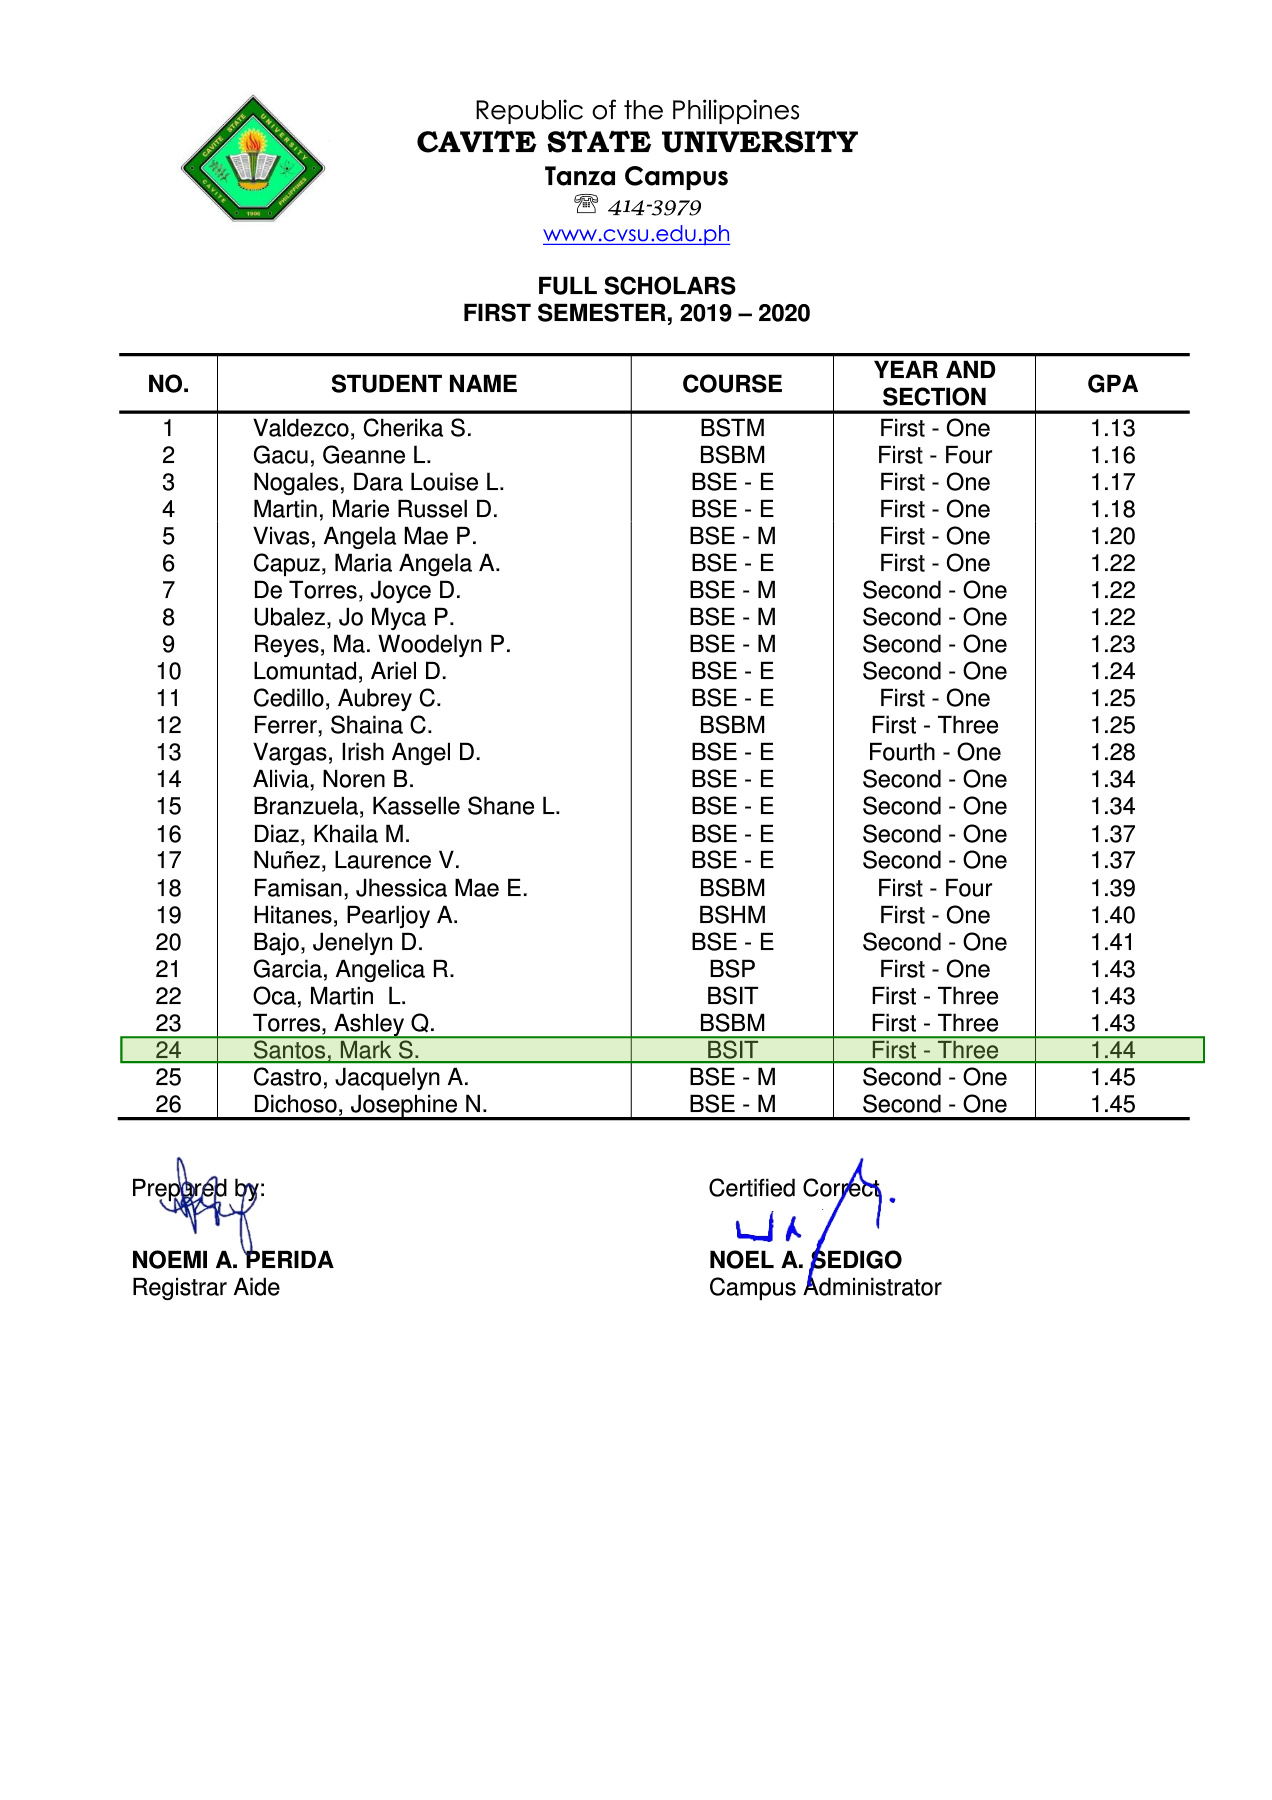 CAVITE STATE UNIVERSITY
CAVITE PHILIPPINES
1906
Republic of the Philippines
CAVITE STATE UNIVERSITY
Tanza Campus
☏ 414-3979
www.cvsu.edu.ph
FULL SCHOLARS
FIRST SEMESTER, 2019 – 2020
NO. STUDENT NAME COURSE YEAR AND SECTION GPA
1 Valdezco, Cherika S. BSTM First - One 1.13
2 Gacu, Geanne L. BSBM First - Four 1.16
3 Nogales, Dara Louise L. BSE - E First - One 1.17
4 Martin, Marie Russel D. BSE - E First - One 1.18
5 Vivas, Angela Mae P. BSE - M First - One 1.20
6 Capuz, Maria Angela A. BSE - E First - One 1.22
7 De Torres, Joyce D. BSE - M Second - One 1.22
8 Ubalez, Jo Myca P. BSE - M Second - One 1.22
9 Reyes, Ma. Woodelyn P. BSE - M Second - One 1.23
10 Lomuntad, Ariel D. BSE - E Second - One 1.24
11 Cedillo, Aubrey C. BSE - E First - One 1.25
12 Ferrer, Shaina C. BSBM First - Three 1.25
13 Vargas, Irish Angel D. BSE - E Fourth - One 1.28
14 Alivia, Noren B. BSE - E Second - One 1.34
15 Branzuela, Kasselle Shane L. BSE - E Second - One 1.34
16 Diaz, Khaila M. BSE - E Second - One 1.37
17 Nuñez, Laurence V. BSE - E Second - One 1.37
18 Famisan, Jhessica Mae E. BSBM First - Four 1.39
19 Hitanes, Pearljoy A. BSHM First - One 1.40
20 Bajo, Jenelyn D. BSE - E Second - One 1.41
21 Garcia, Angelica R. BSP First - One 1.43
22 Oca, Martin L. BSIT First - Three 1.43
23 Torres, Ashley Q. BSBM First - Three 1.43
24 Santos, Mark S. BSIT First - Three 1.44
25 Castro, Jacquelyn A. BSE - M Second - One 1.45
26 Dichoso, Josephine N. BSE - M Second - One 1.45
Prepared by: Certified Correct
NOEMI A. PERIDA NOEL A. SEDIGO
Registrar Aide Campus Administrator